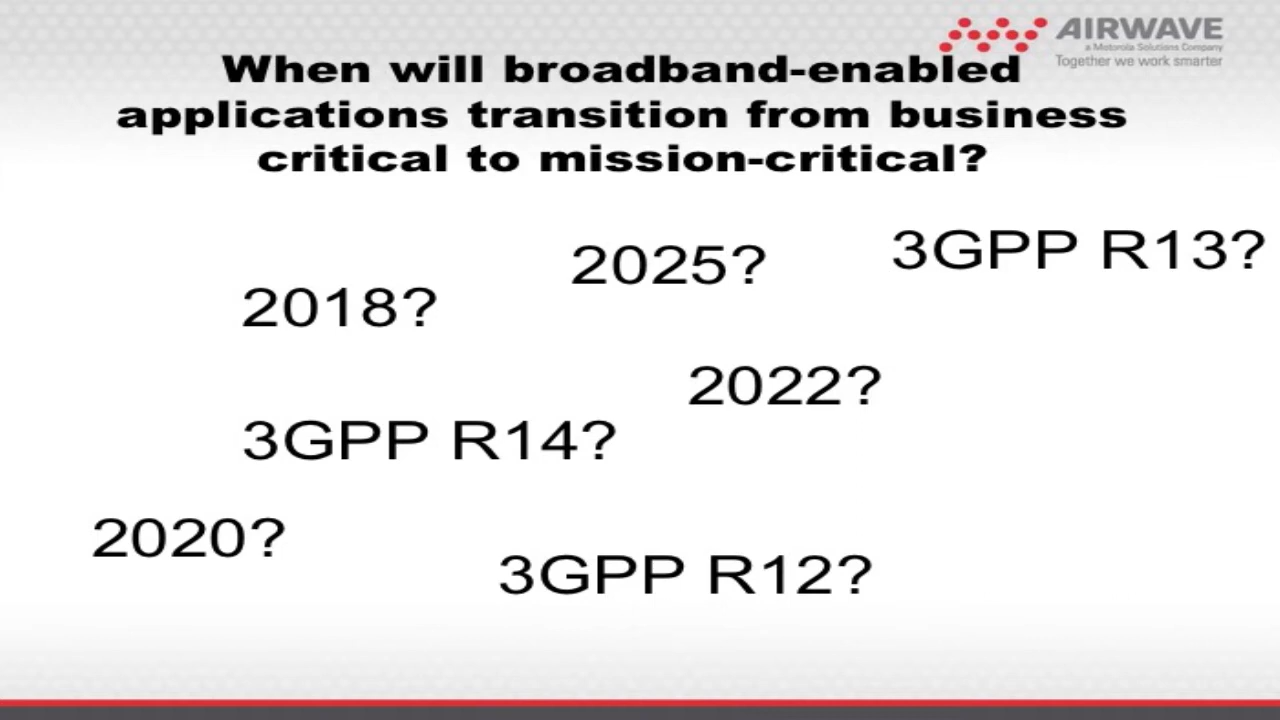 AIRWAVE
a Motorola Solutions Company
Together we work smarter
When will broadband-enabled
applications transition from business
critical to mission-critical?
3GPP R13?
2025?
2018?
2022?
3GPP R14?
2020?
3GPP R12?